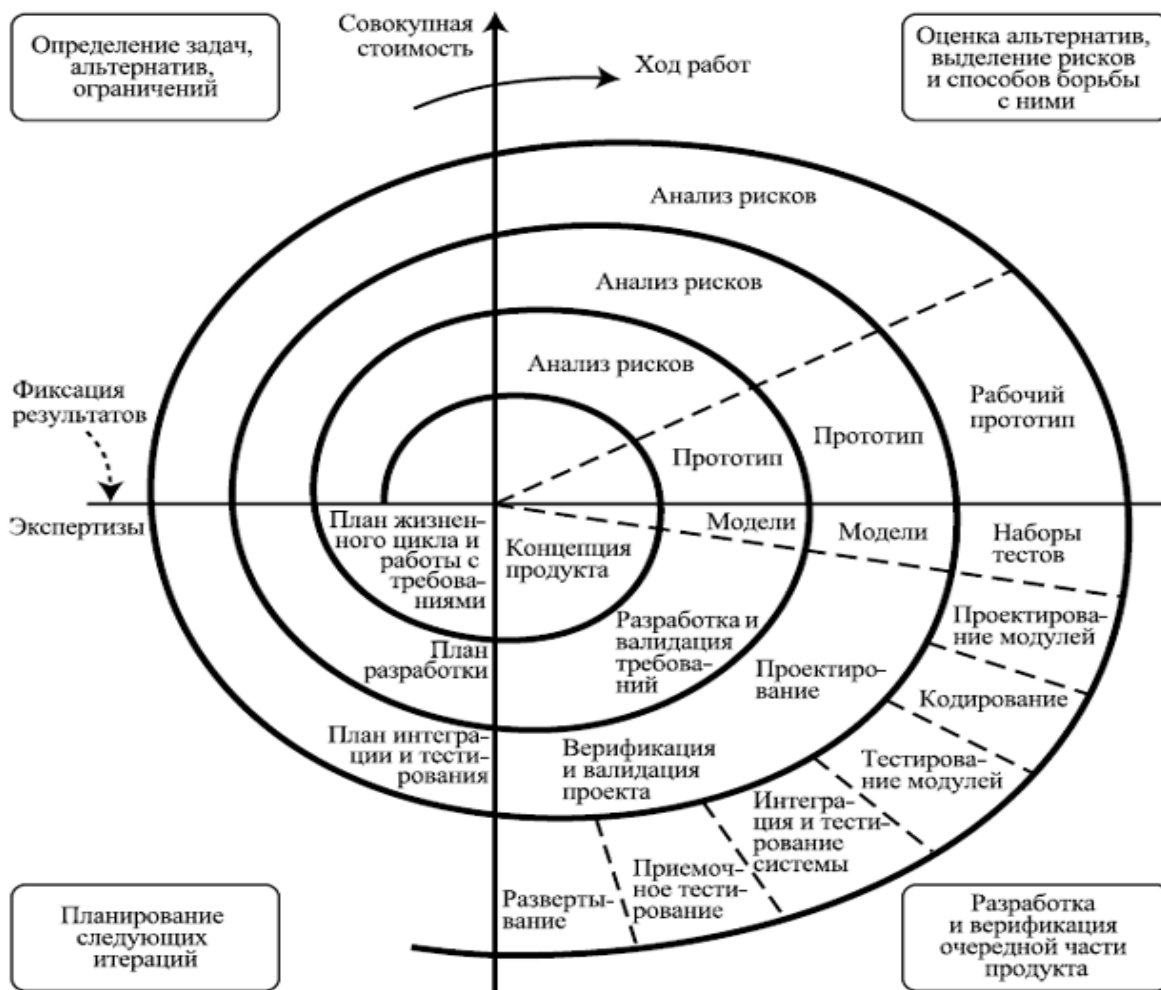 Определение задач,
альтернатив,
ограничений
Совокупная
стоимость
Ход работ
Оценка альтернатив,
выделение рисков
и способов борьбы
с ними
Анализ рисков
Анализ рисков
Анализ рисков
Фиксация
результатов
Экспертизы
Прототип
Прототип
Рабочий
прототип
План жизнен-
ного цикла и
работы с
требова-
ниями
Концепция
продукта
Модели
Модели
Наборы
тестов
План
разработки
Разработка и
валидация
требова-
ний
Проектиро-
вание
Проектирова-
ние модулей
Кодирование
План интегра-
ции и тести-
рования
Верификация
и валидация
проекта
Тестирова-
ние модулей
Интегра-
ция и тести-
рование
системы
Приемоч-
ное тести-
рование
Разверты-
вание
Планирование
следующих
итераций
Разработка
и верификация
очередной части
продукта